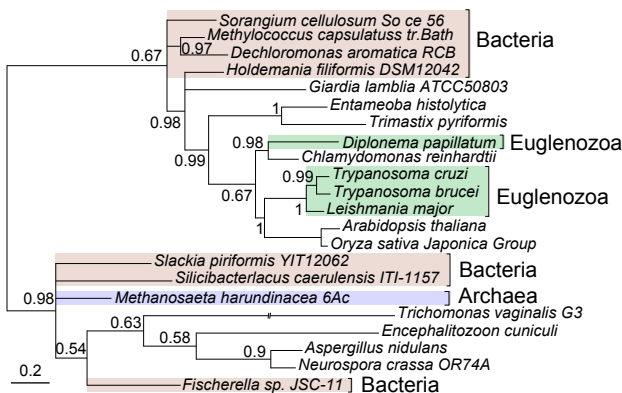 Sorangium cellulosum So ce 56
Methylococcus capsulatuss tr.Bath
0.97
0.67
Dechloromonas aromatica RCB
Bacteria
Holdemania filiformis DSM12042
Giardia lamblia ATCC50803
Entameoba histolytica
0.98
1
Trimastix pyriformis
0.98
Diplonema papillatum
Euglenozoa
0.99
Chlamydomonas reinhardtii
0.99
Trypanosoma cruzi
0.67
Trypanosoma brucei
Euglenozoa
1
Leishmania major
1
Arabidopsis thaliana
Oryza sativa Japonica Group
Slackia piriformis YIT12062
Bacteria
Silicibacterlacus caerulensis ITI-1157
0.98
Methanosaeta harundinacea 6Ac
Archaea
0.63
Trichomonas vaginalis G3
0.58
Encephalitozoon cuniculi
0.54
0.9
Aspergillus nidulans
Neurospora crassa OR74A
0.2
Fischerella sp. JSC-11
Bacteria